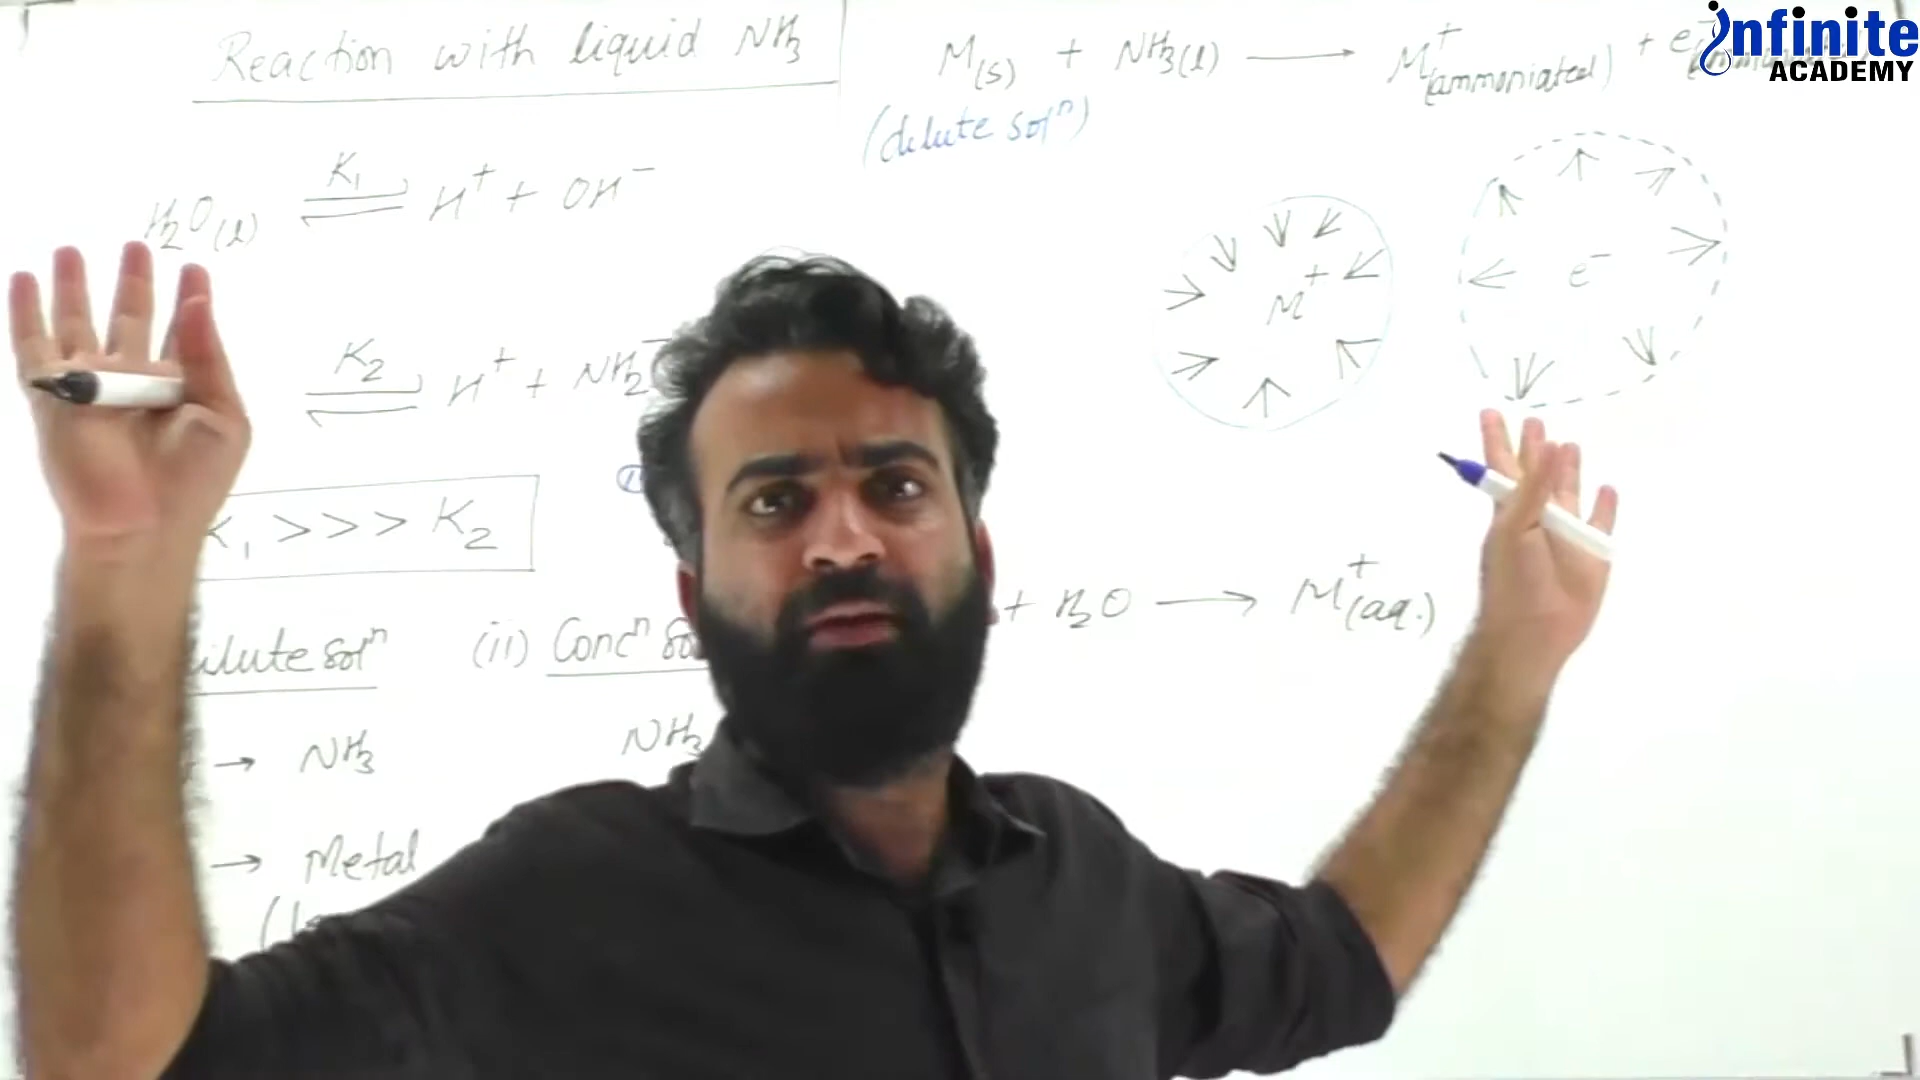 Reaction with liquid NH3
M(s) + NH3(l) ⟶ M+(ammoniated) + e-
(dilute solⁿ)
infinite
ACADEMY
H2O(l) ⇌ H+ + OH-
K1
M+
e-
⇌ H+ + NH2-
K2
K1 >>> K2
+ H2O ⟶ M+(aq.)
dilute solⁿ
(ii) Concⁿ
→ NH3
NH3
→ Metal